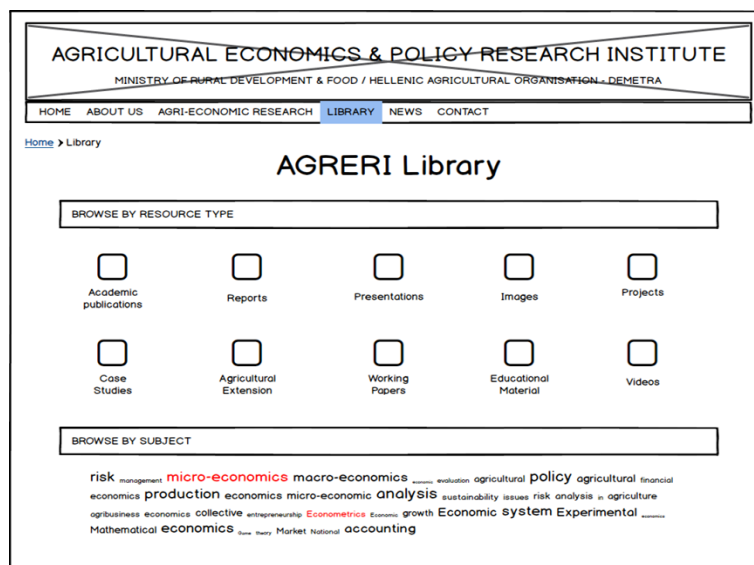 AGRICULTURAL ECONOMICS & POLICY RESEARCH INSTITUTE
MINISTRY OF RURAL DEVELOPMENT & FOOD / HELLENIC AGRICULTURAL ORGANISATION - DEMETRA
HOME ABOUT US AGRI-ECONOMIC RESEARCH LIBRARY NEWS CONTACT
Home > Library
AGRERI Library
BROWSE BY RESOURCE TYPE
Academic publications Reports Presentations Images Projects
Case Studies Agricultural Extension Working Papers Educational Material Videos
BROWSE BY SUBJECT
risk management micro-economics macro-economics economic evaluation agricultural policy agricultural financial
economics production economics micro-economic analysis sustainability issues risk analysis in agriculture
agribusiness economics collective entrepreneurship Econometrics Economic growth Economic system Experimental economics
Mathematical economics Game theory Market National accounting